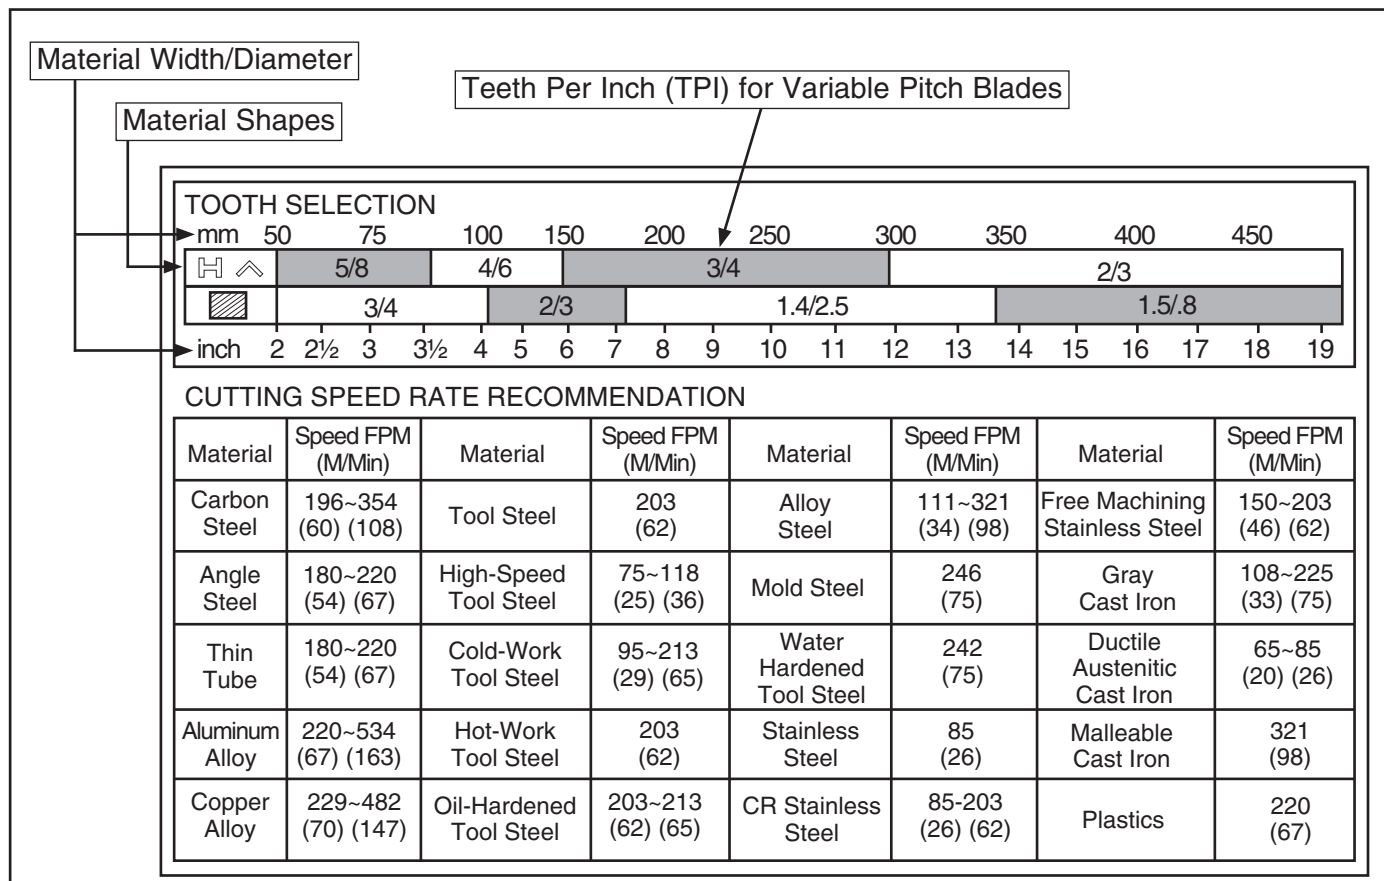 Material Width/Diameter
Teeth Per Inch (TPI) for Variable Pitch Blades
Material Shapes
TOOTH SELECTION
mm 50 75 100 150 200 250 300 350 400 450
5/8 4/6 3/4 2/3
3/4 2/3 1.4/2.5 1.5/.8
inch 2 2½ 3 3½ 4 5 6 7 8 9 10 11 12 13 14 15 16 17 18 19
CUTTING SPEED RATE RECOMMENDATION
Material Speed FPM (M/Min) Material Speed FPM (M/Min) Material Speed FPM (M/Min) Material Speed FPM (M/Min)
Carbon Steel 196~354 (60) (108) Tool Steel 203 (62) Alloy Steel 111~321 (34) (98) Free Machining Stainless Steel 150~203 (46) (62)
Angle Steel 180~220 (54) (67) High-Speed Tool Steel 75~118 (25) (36) Mold Steel 246 (75) Gray Cast Iron 108~225 (33) (75)
Thin Tube 180~220 (54) (67) Cold-Work Tool Steel 95~213 (29) (65) Water Hardened Tool Steel 242 (75) Ductile Austenitic Cast Iron 65~85 (20) (26)
Aluminum Alloy 220~534 (67) (163) Hot-Work Tool Steel 203 (62) Stainless Steel 85 (26) Malleable Cast Iron 321 (98)
Copper Alloy 229~482 (70) (147) Oil-Hardened Tool Steel 203~213 (62) (65) CR Stainless Steel 85-203 (26) (62) Plastics 220 (67)